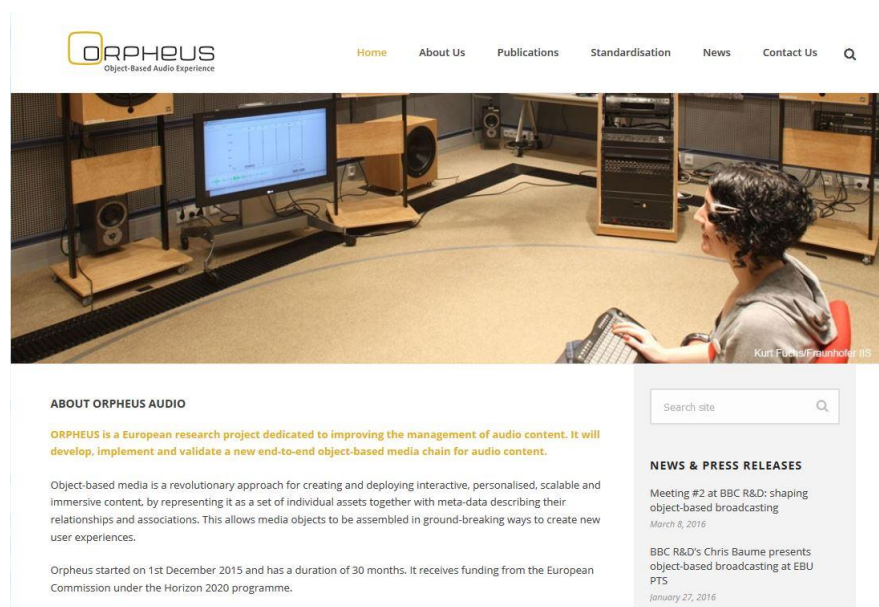 ORPHEUS
Object-Based Audio Experience
Home
About Us
Publications
Standardisation
News
Contact Us
Kurt Fuchs/Fraunhofer IIS
ABOUT ORPHEUS AUDIO
ORPHEUS is a European research project dedicated to improving the management of audio content. It will
develop, implement and validate a new end-to-end object-based media chain for audio content.
Object-based media is a revolutionary approach for creating and deploying interactive, personalised, scalable and
immersive content, by representing it as a set of individual assets together with meta-data describing their
relationships and associations. This allows media objects to be assembled in ground-breaking ways to create new
user experiences.
Orpheus started on 1st December 2015 and has a duration of 30 months. It receives funding from the European
Commission under the Horizon 2020 programme.
Search site
NEWS & PRESS RELEASES
Meeting #2 at BBC R&D: shaping
object-based broadcasting
March 8, 2016
BBC R&D's Chris Baume presents
object-based broadcasting at EBU
PTS
January 27, 2016